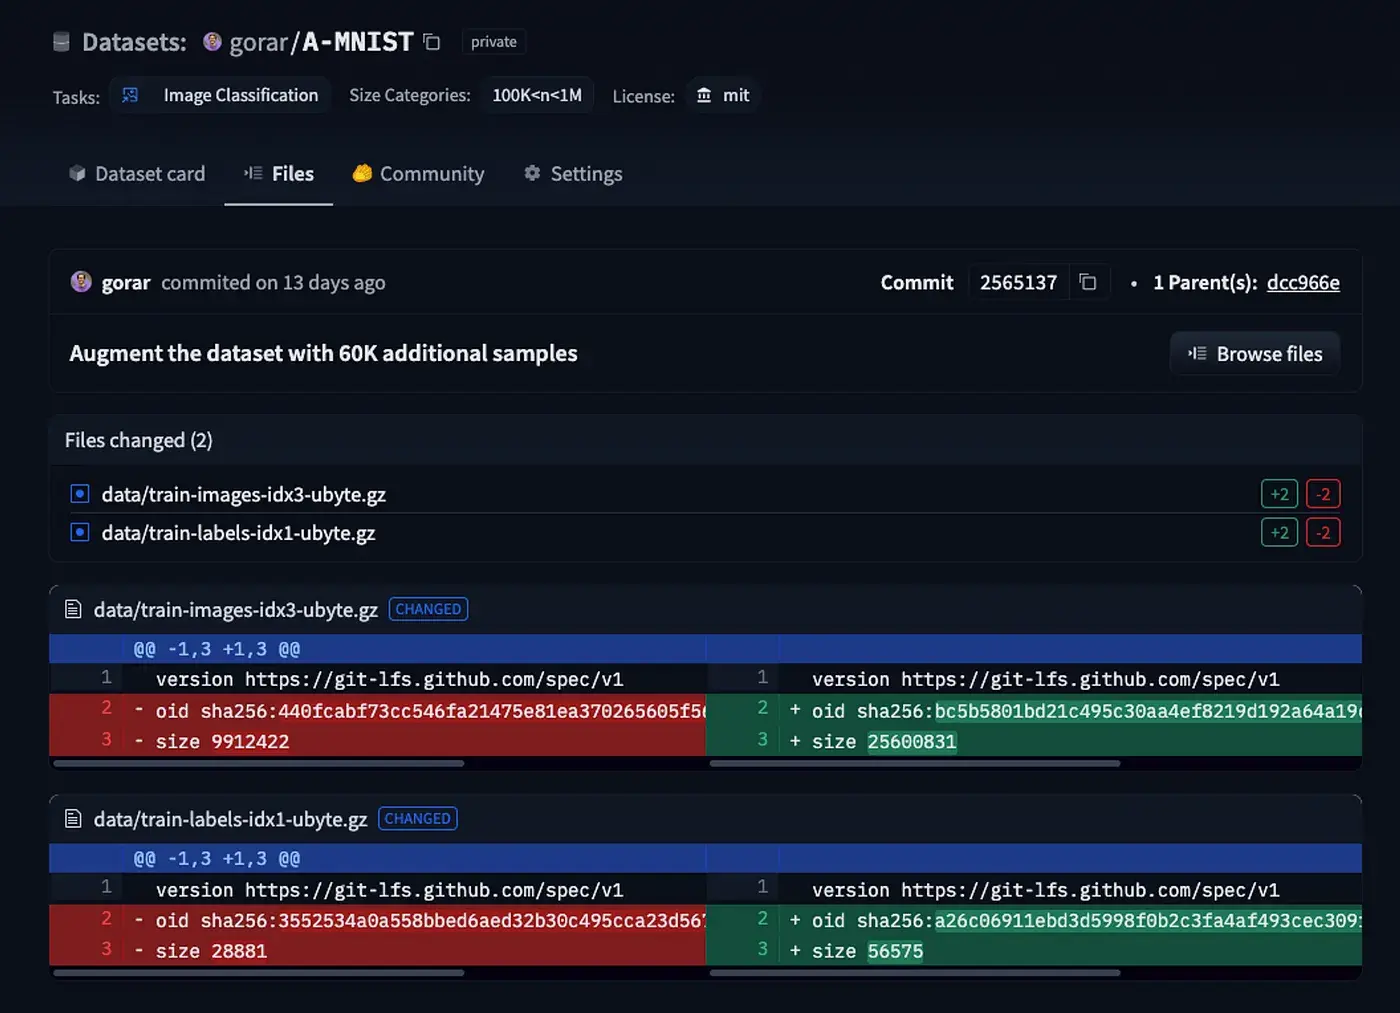 Datasets: gorar/A-MNIST private
Tasks: Image Classification Size Categories: 100K<n<1M License: mit
Dataset card Files Community Settings
gorar commited on 13 days ago Commit 2565137 • 1 Parent(s): dcc966e
Augment the dataset with 60K additional samples Browse files
Files changed (2)
data/train-images-idx3-ubyte.gz +2 -2
data/train-labels-idx1-ubyte.gz +2 -2
data/train-images-idx3-ubyte.gz CHANGED
@@ -1,3 +1,3 @@
1 version https://git-lfs.github.com/spec/v1 1 version https://git-lfs.github.com/spec/v1
2 - oid sha256:440fcabf73cc546fa21475e81ea370265605f5 2 + oid sha256:bc5b5801bd21c495c30aa4ef8219d192a64a19
3 - size 9912422 3 + size 25600831
data/train-labels-idx1-ubyte.gz CHANGED
@@ -1,3 +1,3 @@
1 version https://git-lfs.github.com/spec/v1 1 version https://git-lfs.github.com/spec/v1
2 - oid sha256:3552534a0a558bbed6aed32b30c495cca23d56 2 + oid sha256:a26c06911ebd3d5998f0b2c3fa4af493cec309
3 - size 28881 3 + size 56575